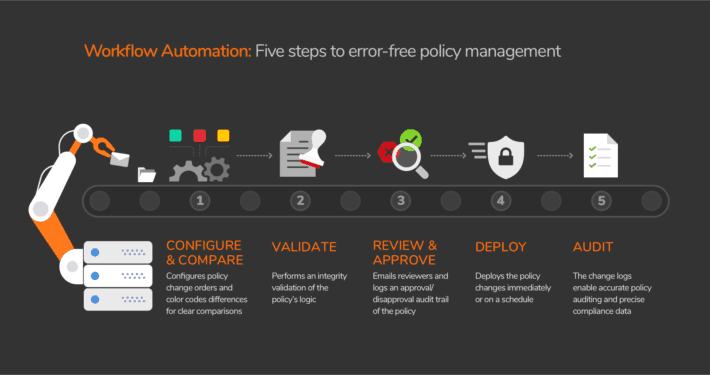 Workflow Automation: Five steps to error-free policy management
1
2
3
4
5
CONFIGURE
& COMPARE
Configures policy
change orders and
color codes differences
for clear comparisons
VALIDATE
Performs an integrity
validation of the
policy's logic
REVIEW &
APPROVE
Emails reviewers and
logs an approval/
disapproval audit trail
of the policy
DEPLOY
Deploys the policy
changes immediately
or on a schedule
AUDIT
The change logs
enable accurate policy
auditing and precise
compliance data